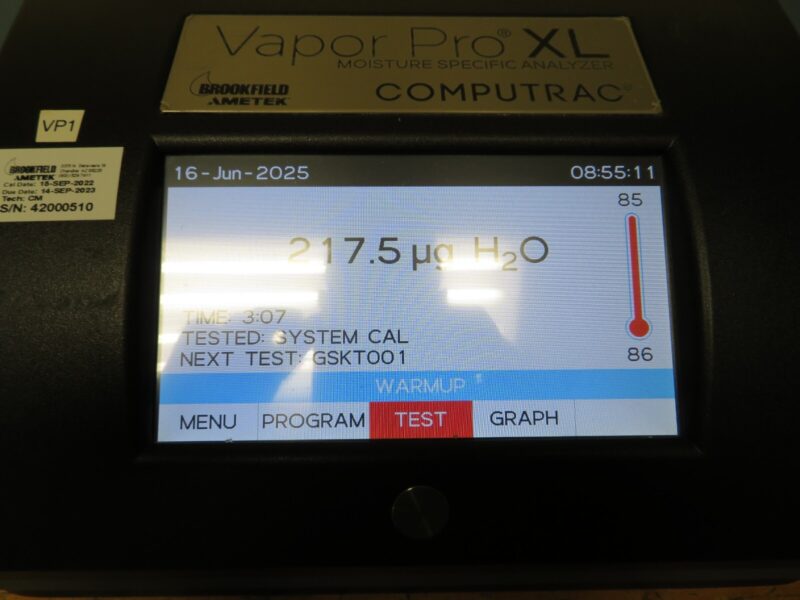 Vapor Pro® XL
MOISTURE SPECIFIC ANALYZER
BROOKFIELD
AMETEK
COMPUTRAC®
VP1
BROOKFIELD
AMETEK
Cal Date: 15-SEP-2022
Due Date: 14-SEP-2023
Tech: CM
S/N: 42000510
16-Jun-2025
08:55:11
85
217.5 µg H₂O
TIME: 3:07
TESTED: SYSTEM CAL
NEXT TEST: GSKT001
86
WARMUP
MENU
PROGRAM
TEST
GRAPH